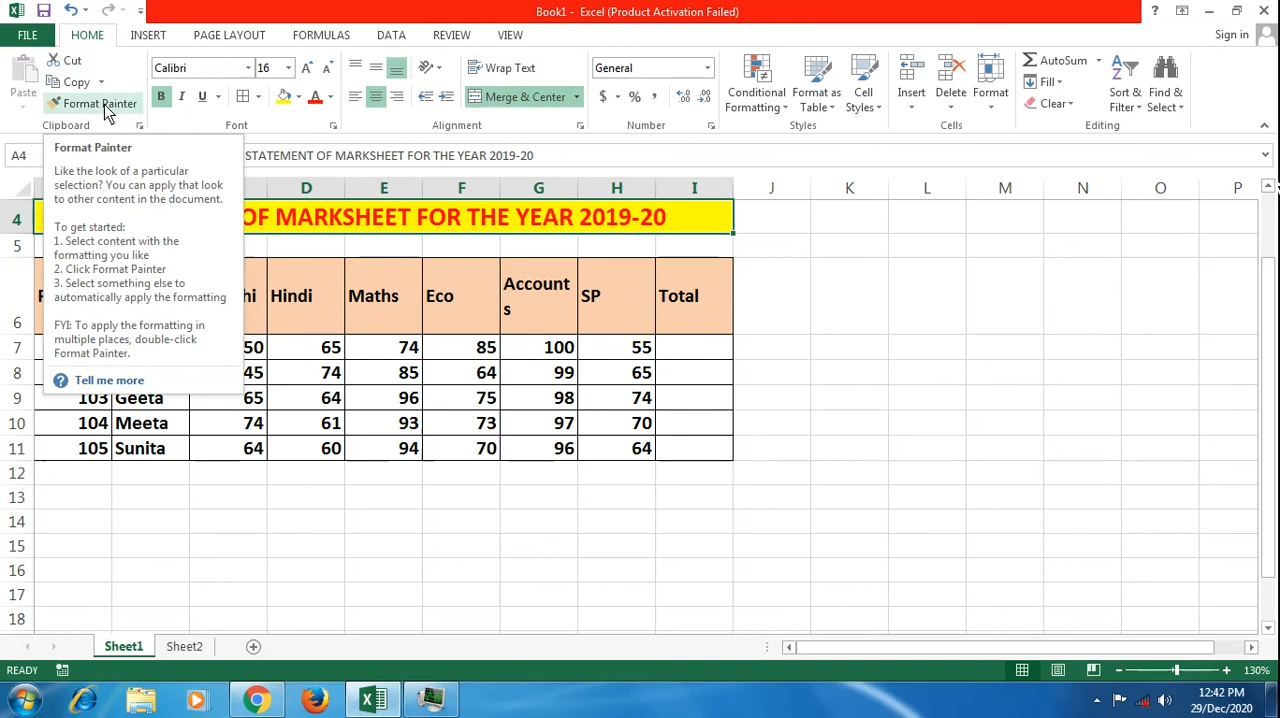 Book1 - Excel (Product Activation Failed)
FILE HOME INSERT PAGE LAYOUT FORMULAS DATA REVIEW VIEW Sign in
Paste
Cut
Copy
Format Painter
Clipboard
Calibri 16
B I U A
Font
Wrap Text
Merge & Center
Alignment
General
$ % ,
Number
Conditional Formatting
Format as Table
Cell Styles
Styles
Insert Delete Format
Cells
AutoSum
Fill
Clear
Sort & Filter
Find & Select
Editing
A4 STATEMENT OF MARKSHEET FOR THE YEAR 2019-20
Format Painter
Like the look of a particular
selection? You can apply that look
to other content in the document.
To get started:
1. Select content with the
formatting you like
2. Click Format Painter
3. Select something else to
automatically apply the formatting
FYI: To apply the formatting in
multiple places, double-click
Format Painter.
Tell me more
D E F G H I J K L M N O P
4 OF MARKSHEET FOR THE YEAR 2019-20
5
6 hi Hindi Maths Eco Accounts SP Total
7 50 65 74 85 100 55
8 45 74 85 64 99 65
9 103 Geeta 65 64 96 75 98 74
10 104 Meeta 74 61 93 73 97 70
11 105 Sunita 64 60 94 70 96 64
12
13
14
15
16
17
18
Sheet1 Sheet2
READY 130%
12:42 PM
29/Dec/2020